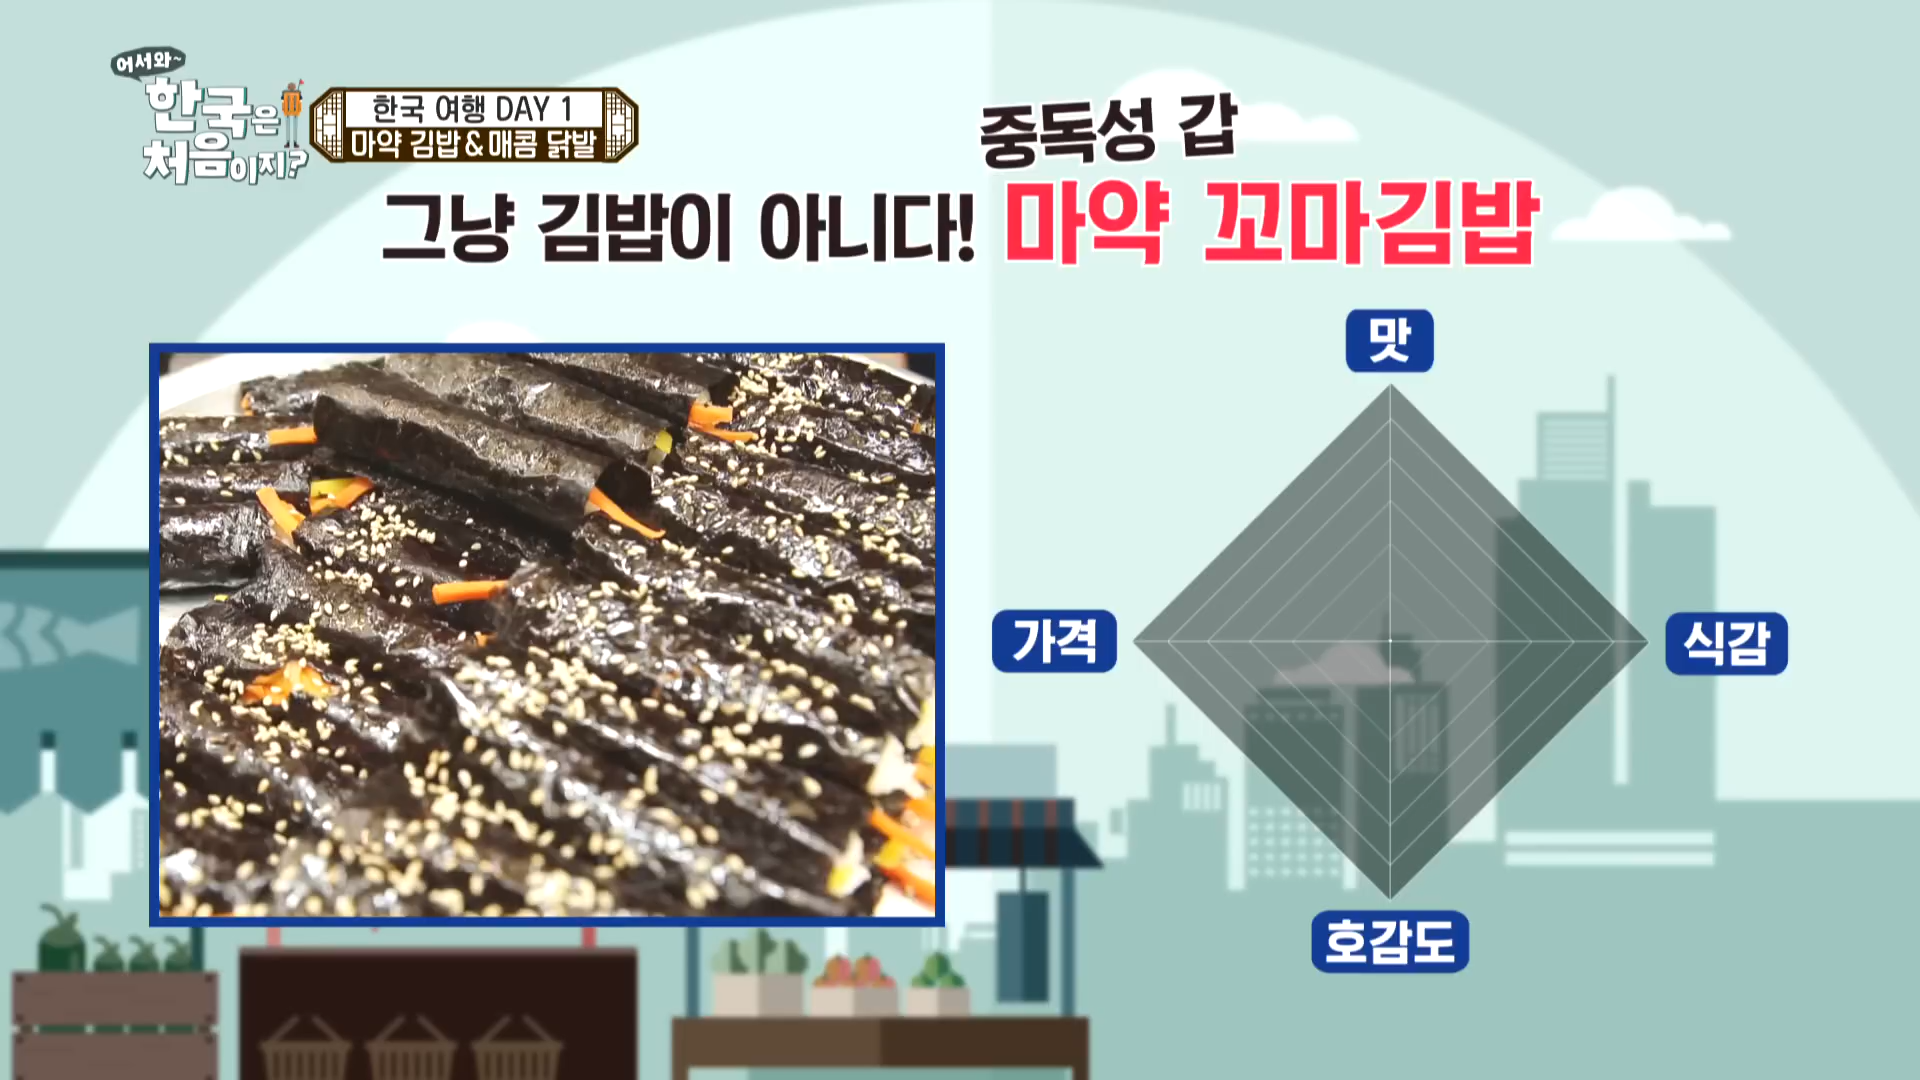 어서와~
한국은
처음이지?
한국 여행 DAY 1
마약 김밥&매콤 닭발
중독성 갑
그냥 김밥이 아니다! 마약 꼬마김밥
맛
가격
식감
호감도